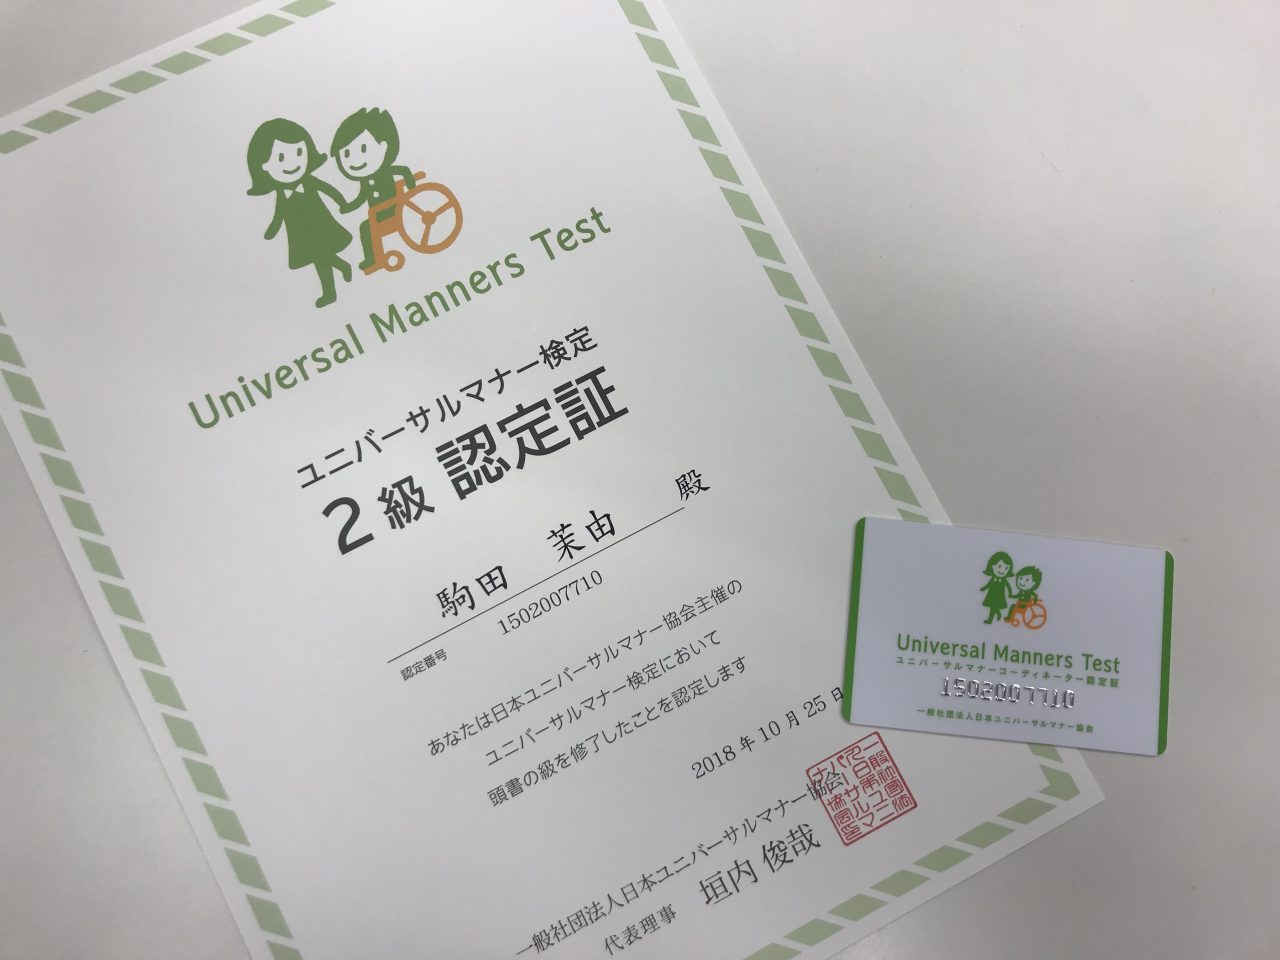 Universal Manners Test
ユニバーサルマナー検定
2級 認定証
駒田 茉由 殿
認定番号 1502007710
あなたは日本ユニバーサルマナー協会主催の
ユニバーサルマナー検定において
頭書の級を修了したことを認定します
2018年10月25日
一般社団法人日本ユニバーサルマナー協会
代表理事 垣内 俊哉
Universal Manners Test
ユニバーサルマナーコーディネーター認定証
1502007710
一般社団法人日本ユニバーサルマナー協会